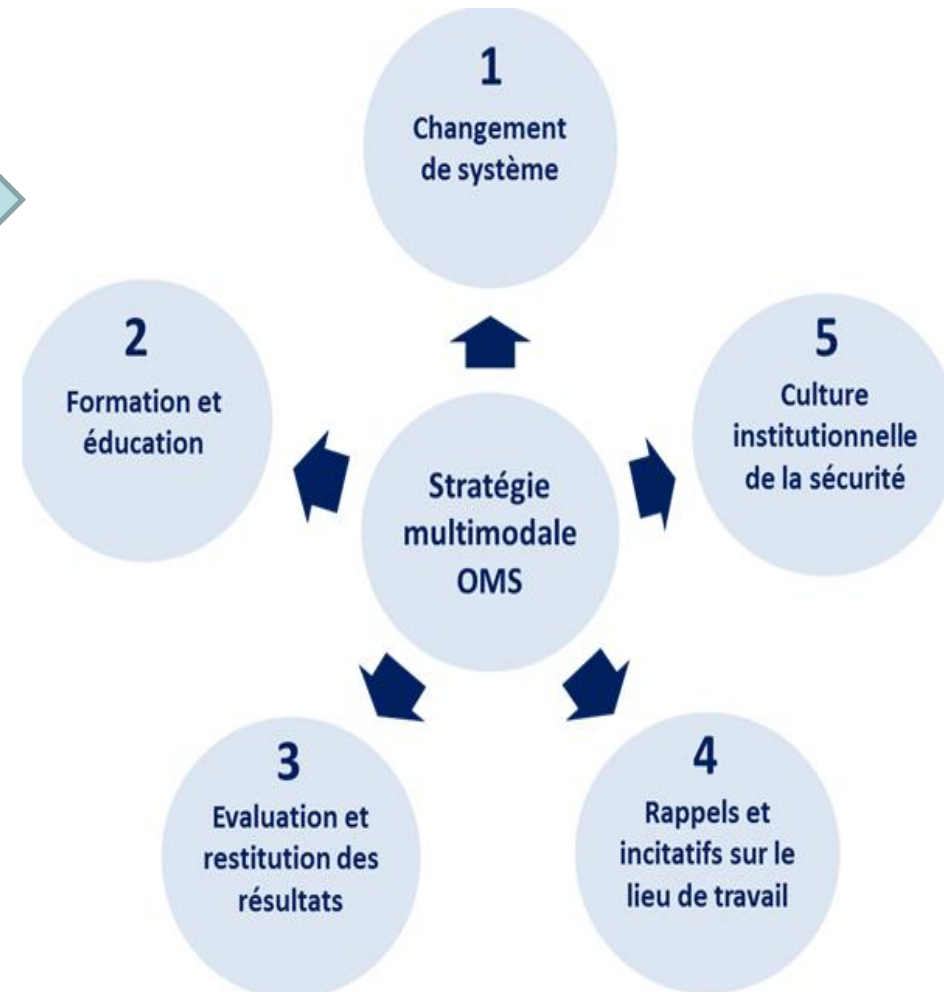 1
Changement
de système
2
Formation et
éducation
5
Culture
institutionnelle
de la sécurité
Stratégie
multimodale
OMS
3
Evaluation et
restitution des
résultats
4
Rappels et
incitatifs sur le
lieu de travail